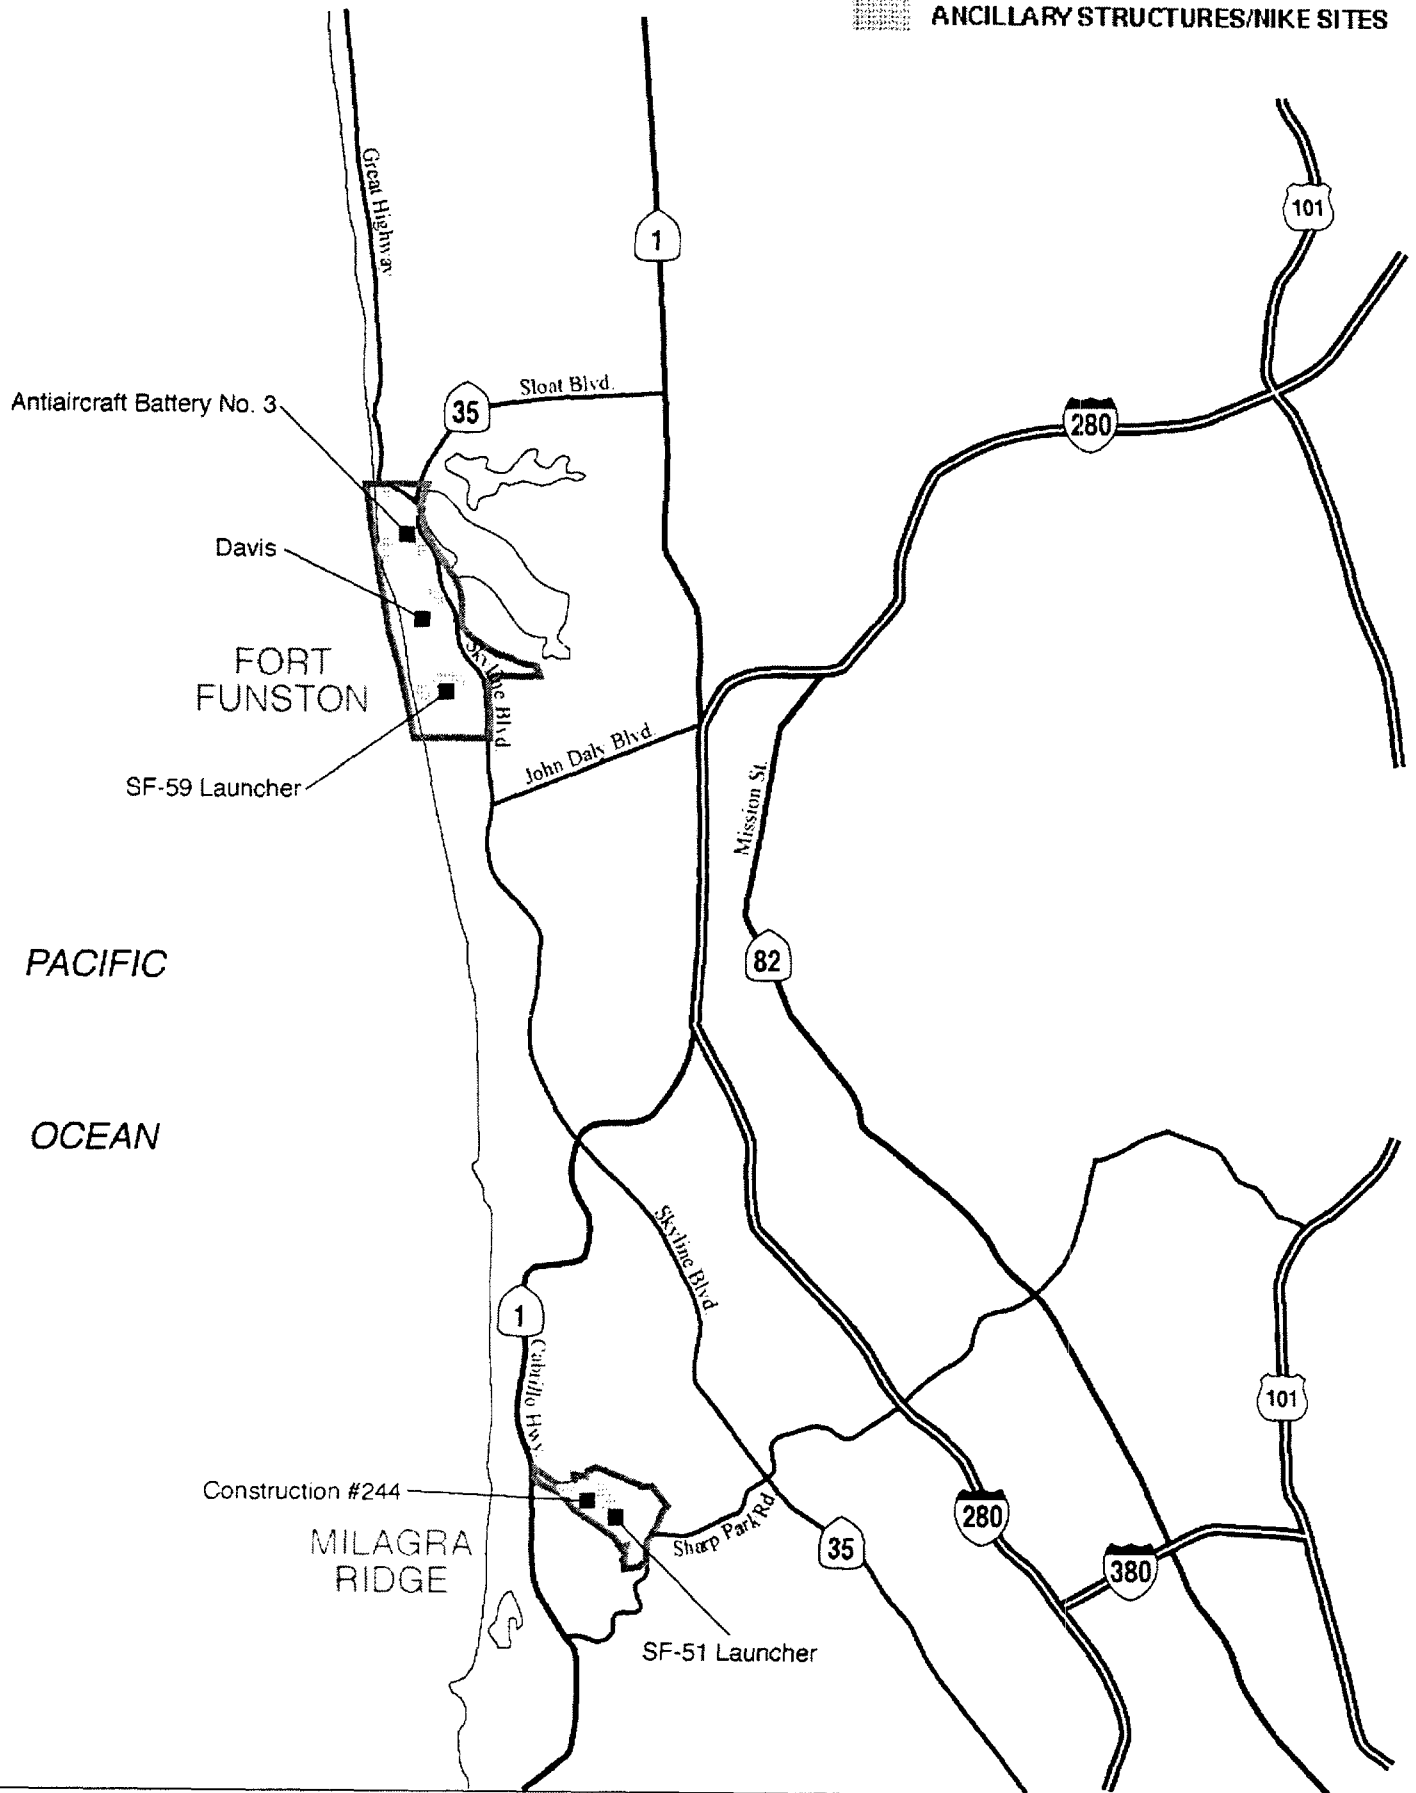 ANCILLARY STRUCTURES/NIKE SITES
101
Great Highway
1
Sloat Blvd.
Antiaircraft Battery No. 3
35
280
Davis
FORT
FUNSTON
Skyline Blvd.
John Daly Blvd.
SF-59 Launcher
Mission St.
PACIFIC
82
OCEAN
Skyline Blvd.
1
Cabrillo Hwy.
101
Construction #244
280
MILAGRA
RIDGE
Sharp Park Rd.
35
380
SF-51 Launcher